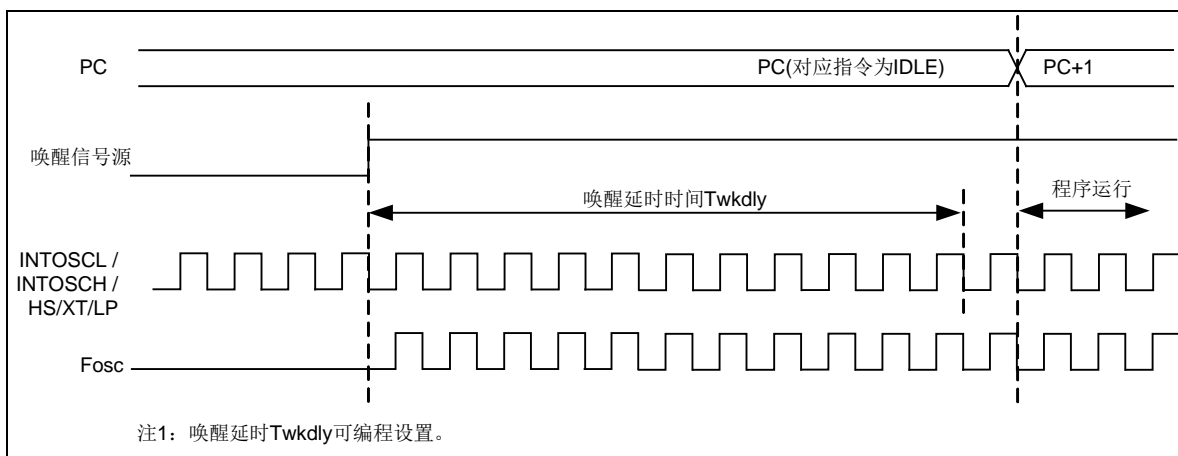 PC
PC(对应指令为IDLE)
PC+1
唤醒信号源
唤醒延时时间Twkdly
程序运行
INTOSCL /
INTOSCH /
HS/XT/LP
Fosc
注1：唤醒延时Twkdly可编程设置。